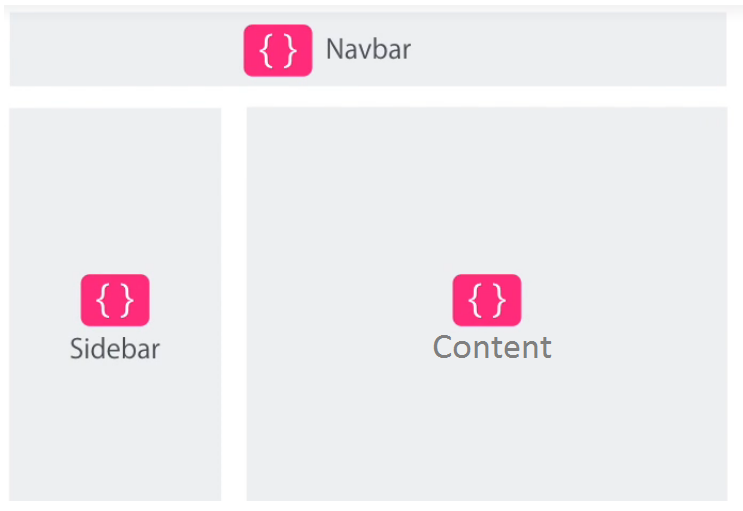 { } Navbar
{ }
Sidebar
{ }
Content